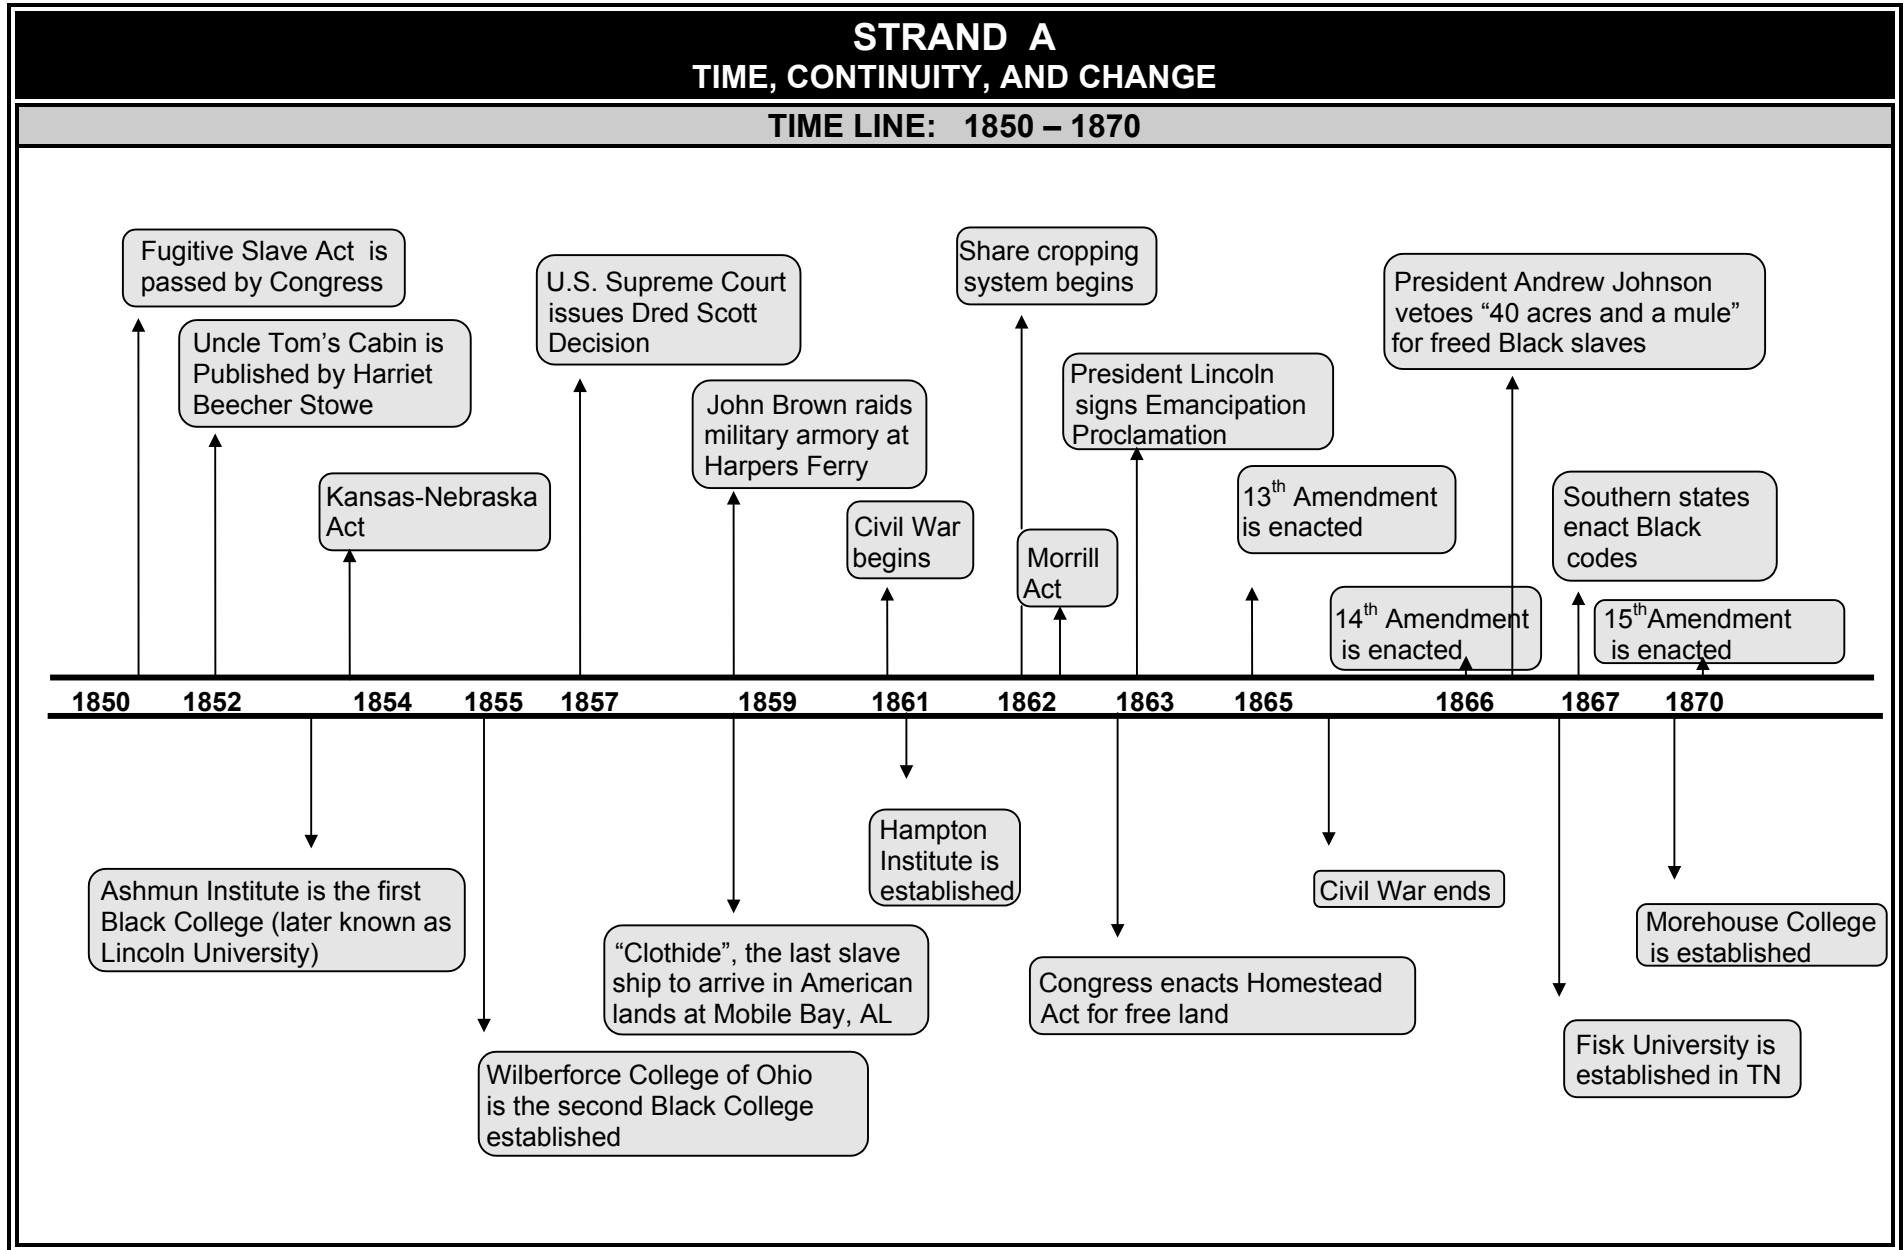 STRAND A
TIME, CONTINUITY, AND CHANGE
TIME LINE: 1850 – 1870
Fugitive Slave Act is
passed by Congress
Uncle Tom's Cabin is
Published by Harriet
Beecher Stowe
Kansas-Nebraska
Act
U.S. Supreme Court
issues Dred Scott
Decision
John Brown raids
military armory at
Harpers Ferry
Civil War
begins
Share cropping
system begins
Morrill
Act
President Lincoln
signs Emancipation
Proclamation
13th Amendment
is enacted
14th Amendment
is enacted
President Andrew Johnson
vetoes “40 acres and a mule”
for freed Black slaves
Southern states
enact Black
codes
15thAmendment
is enacted
1850 1852 1854 1855 1857 1859 1861 1862 1863 1865 1866 1867 1870
Ashmun Institute is the first
Black College (later known as
Lincoln University)
Wilberforce College of Ohio
is the second Black College
established
“Clothide”, the last slave
ship to arrive in American
lands at Mobile Bay, AL
Hampton
Institute is
established
Congress enacts Homestead
Act for free land
Civil War ends
Fisk University is
established in TN
Morehouse College
is established